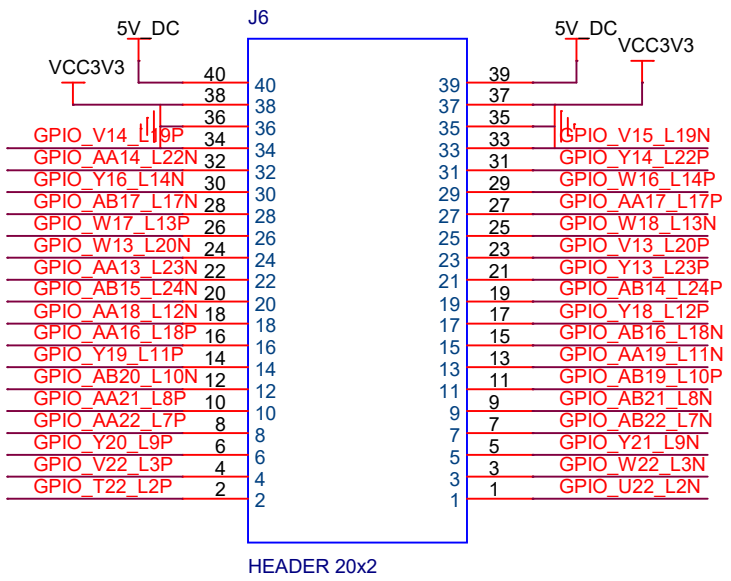 J6
5V_DC 5V_DC
VCC3V3 VCC3V3
40 40 39 39
38 38 37 37
36 36 35 35
GPIO_V14_L19P 34 34 33 33 GPIO_V15_L19N
GPIO_AA14_L22N 32 32 31 31 GPIO_Y14_L22P
GPIO_Y16_L14N 30 30 29 29 GPIO_W16_L14P
GPIO_AB17_L17N 28 28 27 27 GPIO_AA17_L17P
GPIO_W17_L13P 26 26 25 25 GPIO_W18_L13N
GPIO_W13_L20N 24 24 23 23 GPIO_V13_L20P
GPIO_AA13_L23N 22 22 21 21 GPIO_Y13_L23P
GPIO_AB15_L24N 20 20 19 19 GPIO_AB14_L24P
GPIO_AA18_L12N 18 18 17 17 GPIO_Y18_L12P
GPIO_AA16_L18P 16 16 15 15 GPIO_AB16_L18N
GPIO_Y19_L11P 14 14 13 13 GPIO_AA19_L11N
GPIO_AB20_L10N 12 12 11 11 GPIO_AB19_L10P
GPIO_AA21_L8P 10 10 9 9 GPIO_AB21_L8N
GPIO_AA22_L7P 8 8 7 7 GPIO_AB22_L7N
GPIO_Y20_L9P 6 6 5 5 GPIO_Y21_L9N
GPIO_V22_L3P 4 4 3 3 GPIO_W22_L3N
GPIO_T22_L2P 2 2 1 1 GPIO_U22_L2N
HEADER 20x2